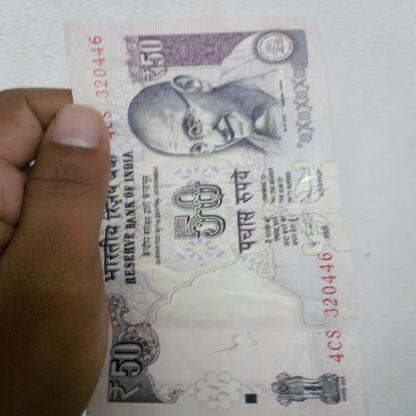 4CS 320446
भारतीय रिज़र्व बैंक
RESERVE BANK OF INDIA
केन्द्रीय सरकार द्वारा प्रत्याभूत
GUARANTEED BY THE CENTRAL GOVERNMENT
₹50
50
पचास रुपये
₹50
4CS 320446